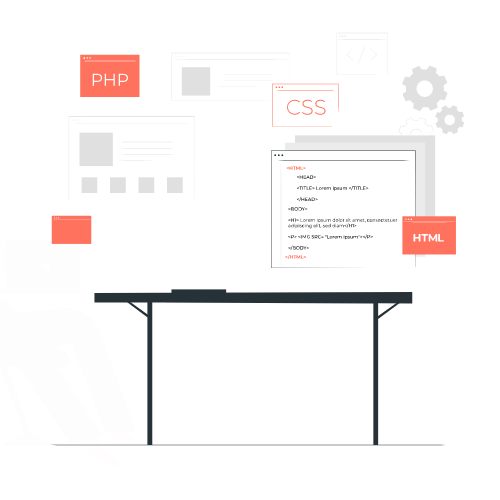 </>
PHP
CSS
<HTML>
<HEAD>
<TITLE> Lorem ipsum </TITLE>
</HEAD>
<BODY>
<H1> Lorem ipsum dolor sit amet, consectetuer
adipiscing elit, sed diam</H1>
<P> <IMG SRC= "Lorem ipsum"></P>
</BODY>
</HTML>
HTML